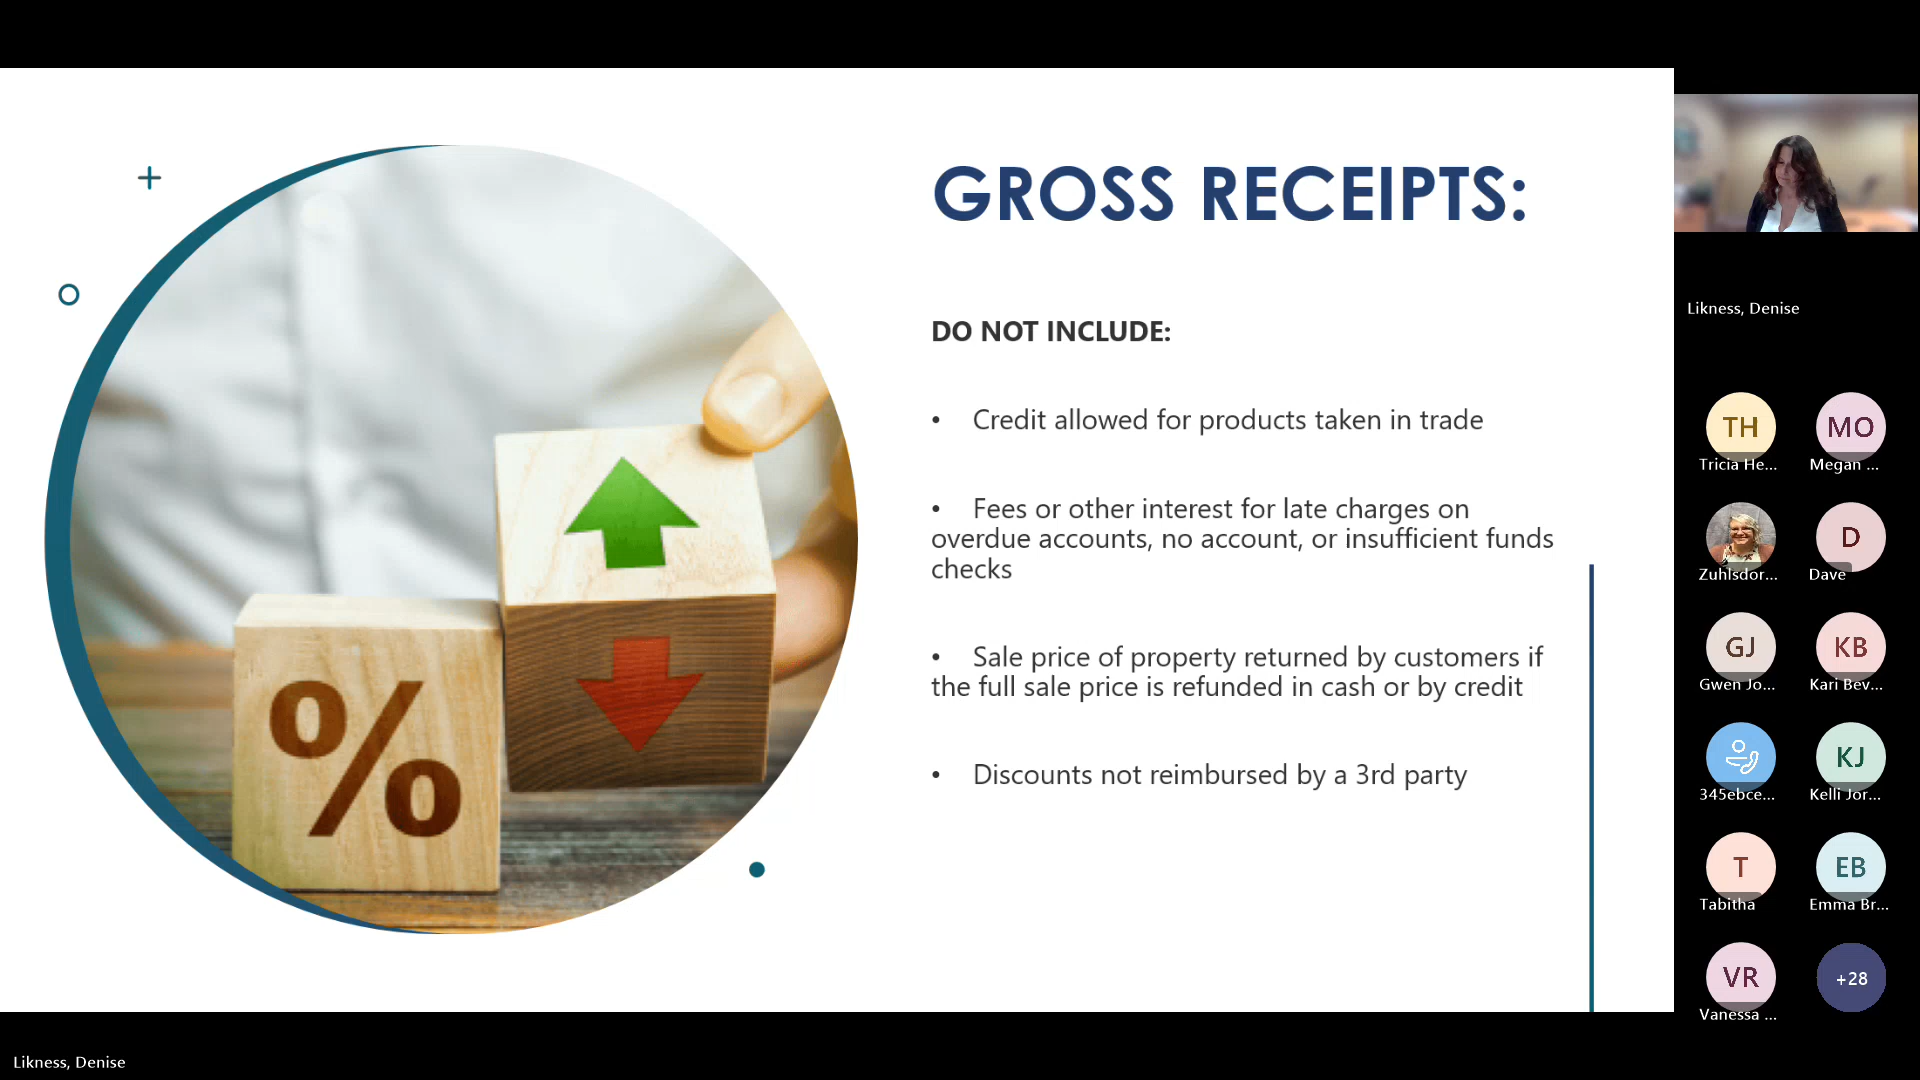 GROSS RECEIPTS:
DO NOT INCLUDE:
• Credit allowed for products taken in trade
• Fees or other interest for late charges on
overdue accounts, no account, or insufficient funds
checks
• Sale price of property returned by customers if
the full sale price is refunded in cash or by credit
• Discounts not reimbursed by a 3rd party
%
Likness, Denise
TH
Tricia He...
MO
Megan ...
Zuhlsdor...
D
Dave
GJ
Gwen Jo...
KB
Kari Bev...
345ebce...
KJ
Kelli Jor...
T
Tabitha
EB
Emma Br...
VR
Vanessa ...
+28
Likness, Denise